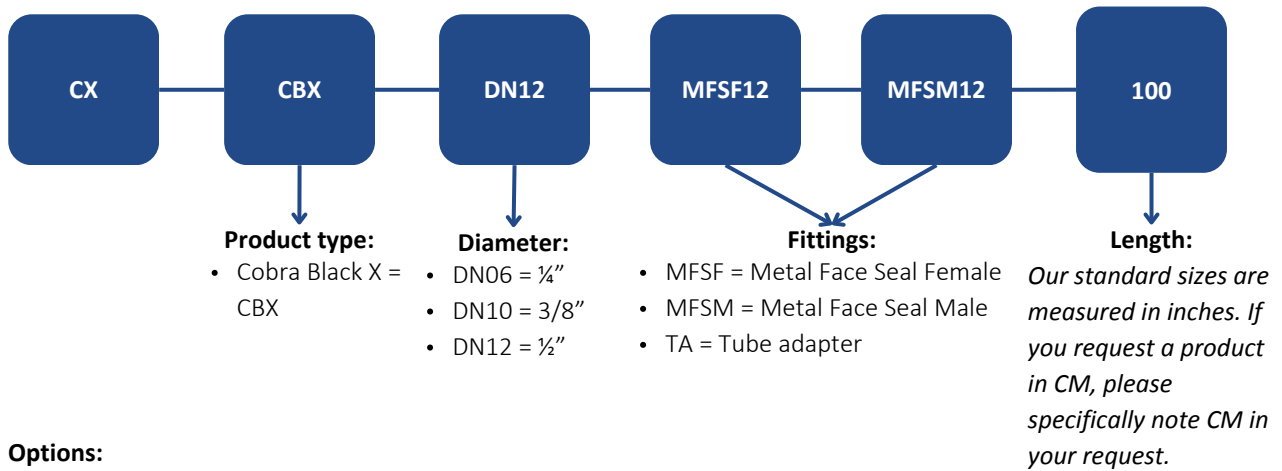 CX
CBX
DN12
MFSF12
MFSM12
100
Product type:
• Cobra Black X =
CBX
Diameter:
• DN06 = ¼”
• DN10 = 3/8”
• DN12 = ½”
Fittings:
• MFSF = Metal Face Seal Female
• MFSM = Metal Face Seal Male
• TA = Tube adapter
Length:
Our standard sizes are
measured in inches. If
you request a product
in CM, please
specifically note CM in
your request.
Options: